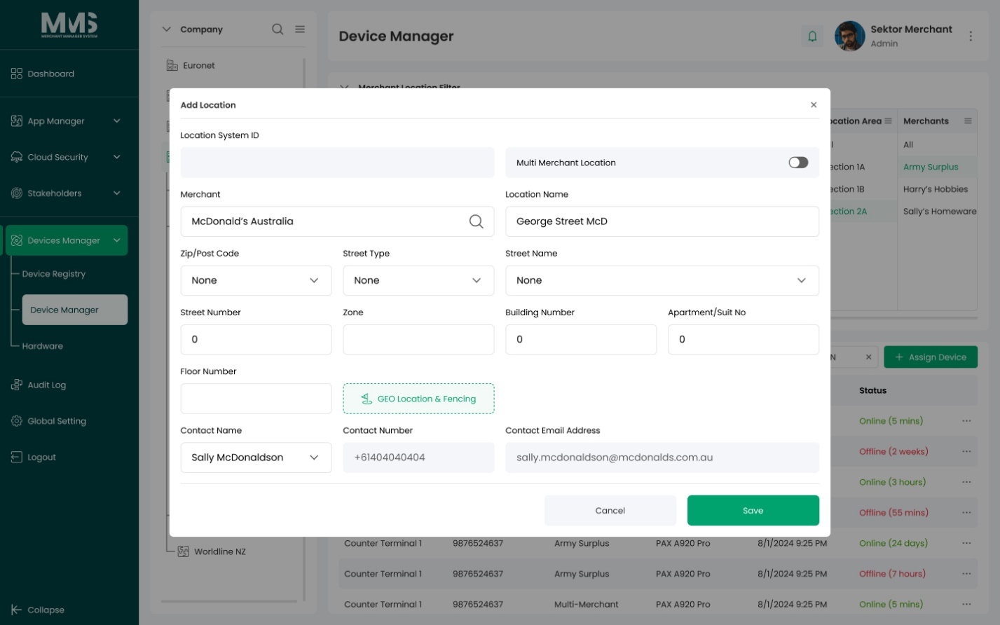 MMS
MERCHANT MANAGER SYSTEM
Dashboard
App Manager
Cloud Security
Stakeholders
Devices Manager
Device Registry
Device Manager
Hardware
Audit Log
Global Setting
Logout
Collapse
Company
Euronet
Worldline NZ
Device Manager
Sektor Merchant
Admin
Merchant Location Filter
ocation Area
Merchants
All
ection 1A
Army Surplus
ection 1B
Harry's Hobbies
ection 2A
Sally's Homeware
Add Location
×
Location System ID
Multi Merchant Location
Merchant
Location Name
McDonald's Australia
George Street McD
Zip/Post Code
Street Type
Street Name
None
None
None
Street Number
Zone
Building Number
Apartment/Suit No
0
0
0
Floor Number
GEO Location & Fencing
Contact Name
Contact Number
Contact Email Address
Sally McDonaldson
+61404040404
sally.mcdonaldson@mcdonalds.com.au
Cancel
Save
N ×
+ Assign Device
Status
Online (5 mins) ...
Offline (2 weeks) ...
Online (3 hours) ...
Offline (55 mins) ...
Counter Terminal 1 9876524637 Army Surplus PAX A920 Pro 8/1/2024 9:25 PM Online (24 days) ...
Counter Terminal 1 9876524637 Army Surplus PAX A920 Pro 8/1/2024 9:25 PM Offline (7 hours) ...
Counter Terminal 1 9876524637 Multi-Merchant PAX A920 Pro 8/1/2024 9:25 PM Online (5 mins) ...